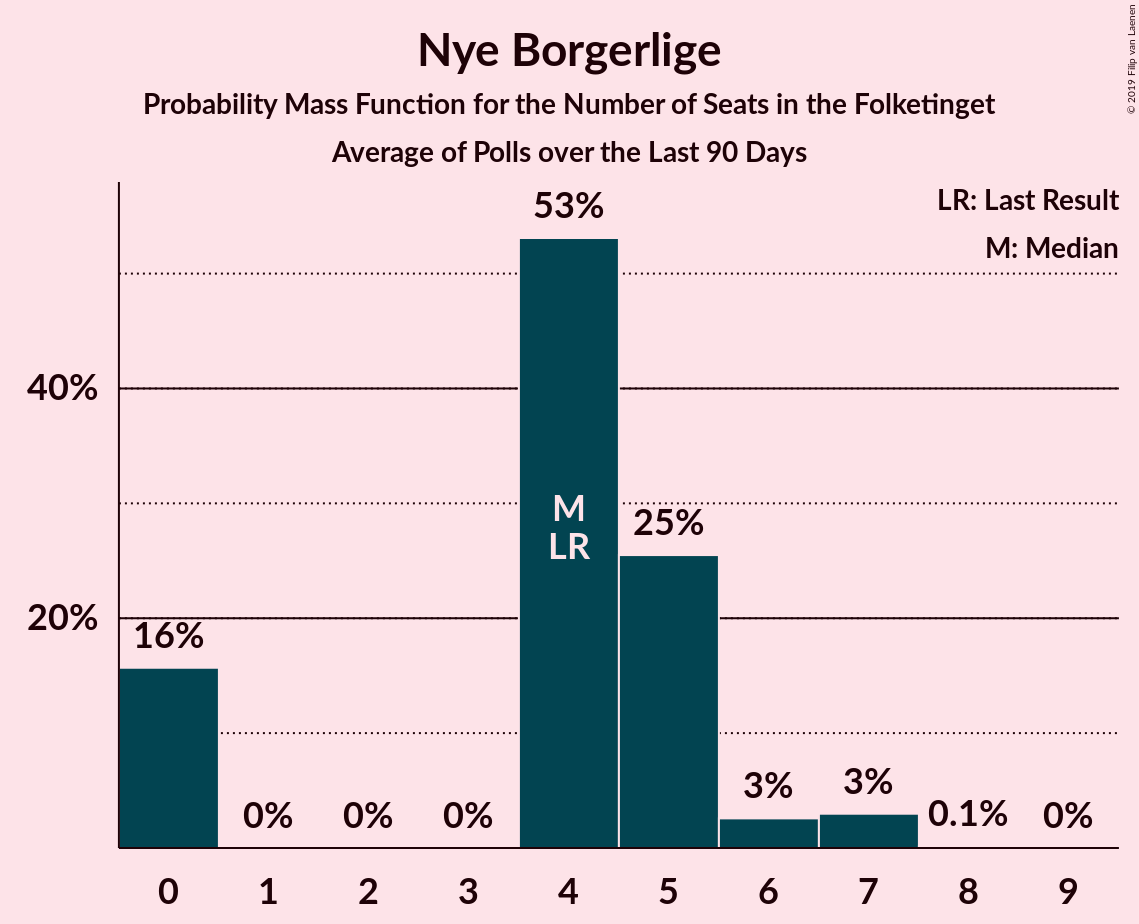 Nye Borgerlige
Probability Mass Function for the Number of Seats in the Folketinget
Average of Polls over the Last 90 Days
© 2019 Filip van Laenen
LR: Last Result
M: Median
53%
40%
M
LR
25%
20%
16%
0%
0%
0%
3%
3%
0.1%
0%
0
1
2
3
4
5
6
7
8
9